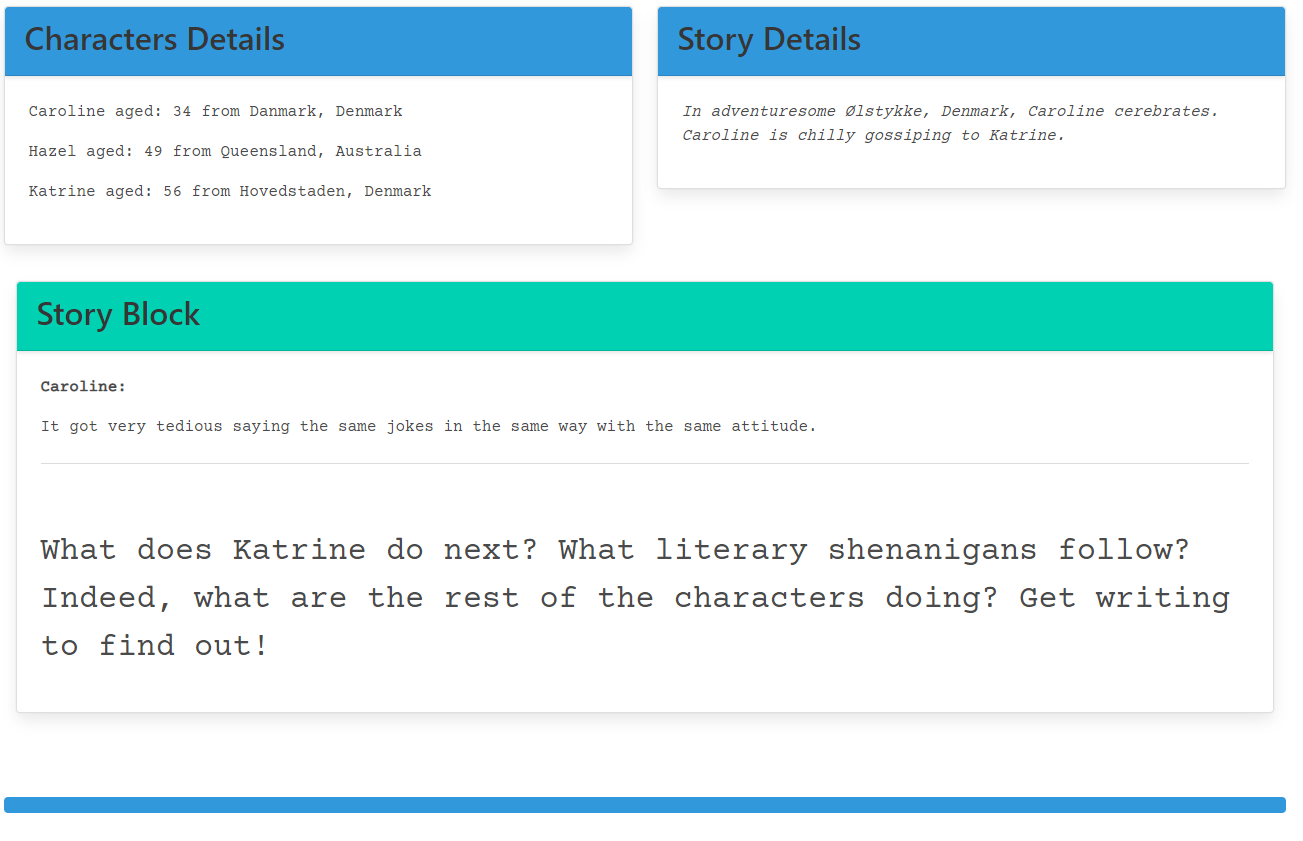 Characters Details
Caroline aged: 34 from Danmark, Denmark
Hazel aged: 49 from Queensland, Australia
Katrine aged: 56 from Hovedstaden, Denmark
Story Details
In adventuresome Ølstykke, Denmark, Caroline cerebrates.
Caroline is chilly gossiping to Katrine.
Story Block
Caroline:
It got very tedious saying the same jokes in the same way with the same attitude.
What does Katrine do next? What literary shenanigans follow?
Indeed, what are the rest of the characters doing? Get writing
to find out!